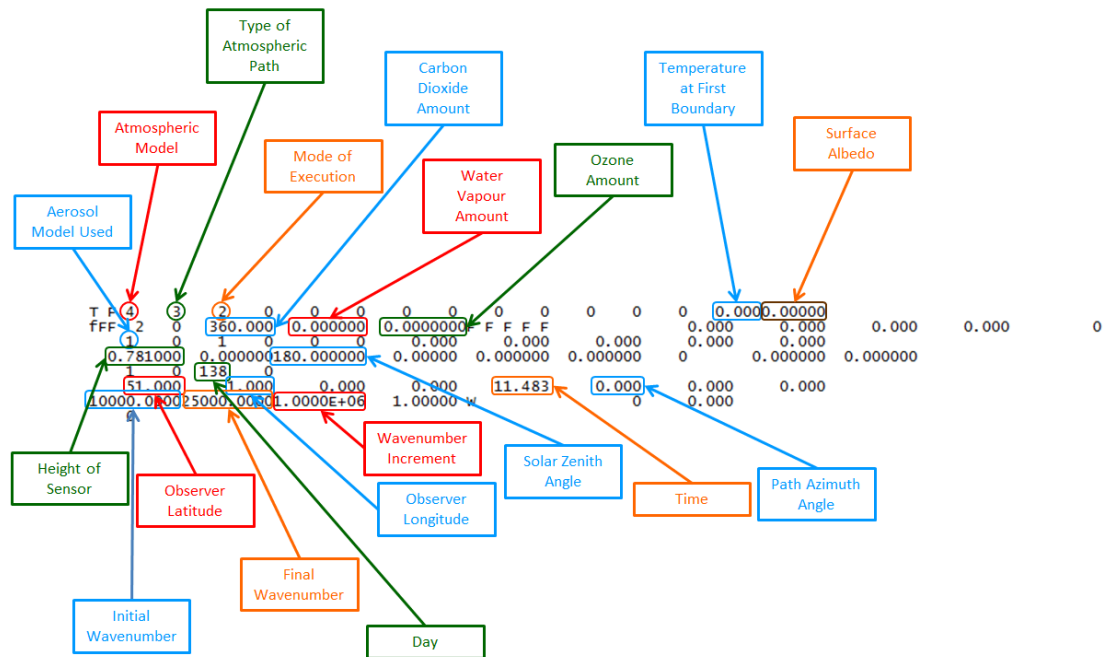 Type of
Atmospheric
Path
Carbon
Dioxide
Amount
Temperature
at First
Boundary
Atmospheric
Model
Mode of
Execution
Surface
Albedo
Ozone
Amount
Water
Vapour
Amount
Aerosol
Model Used
T F 4 3 2 0 0 0 0 0 0 0 0 0 0 0.000 0.00000
fFF 2 0 360.000 0.000000 0.0000000 F F F F F 0.000 0.000 0.000 0.000 0
1 0 1 0 0 0 0.000 0.000 0.000 0.000 0.000
0.781000 0.000000 180.000000 0.00000 0.000000 0.000000 0 0.000000 0.000000
1 0 138 0
51.000 1.000 0.000 0.000 11.483 0.000 0.000 0.000
10000.0000 25000.0000 1.0000E+06 1.00000 W 0 0.000
0
Height of
Sensor
Observer
Latitude
Wavenumber
Increment
Observer
Longitude
Solar Zenith
Angle
Time
Path Azimuth
Angle
Final
Wavenumber
Initial
Wavenumber
Day